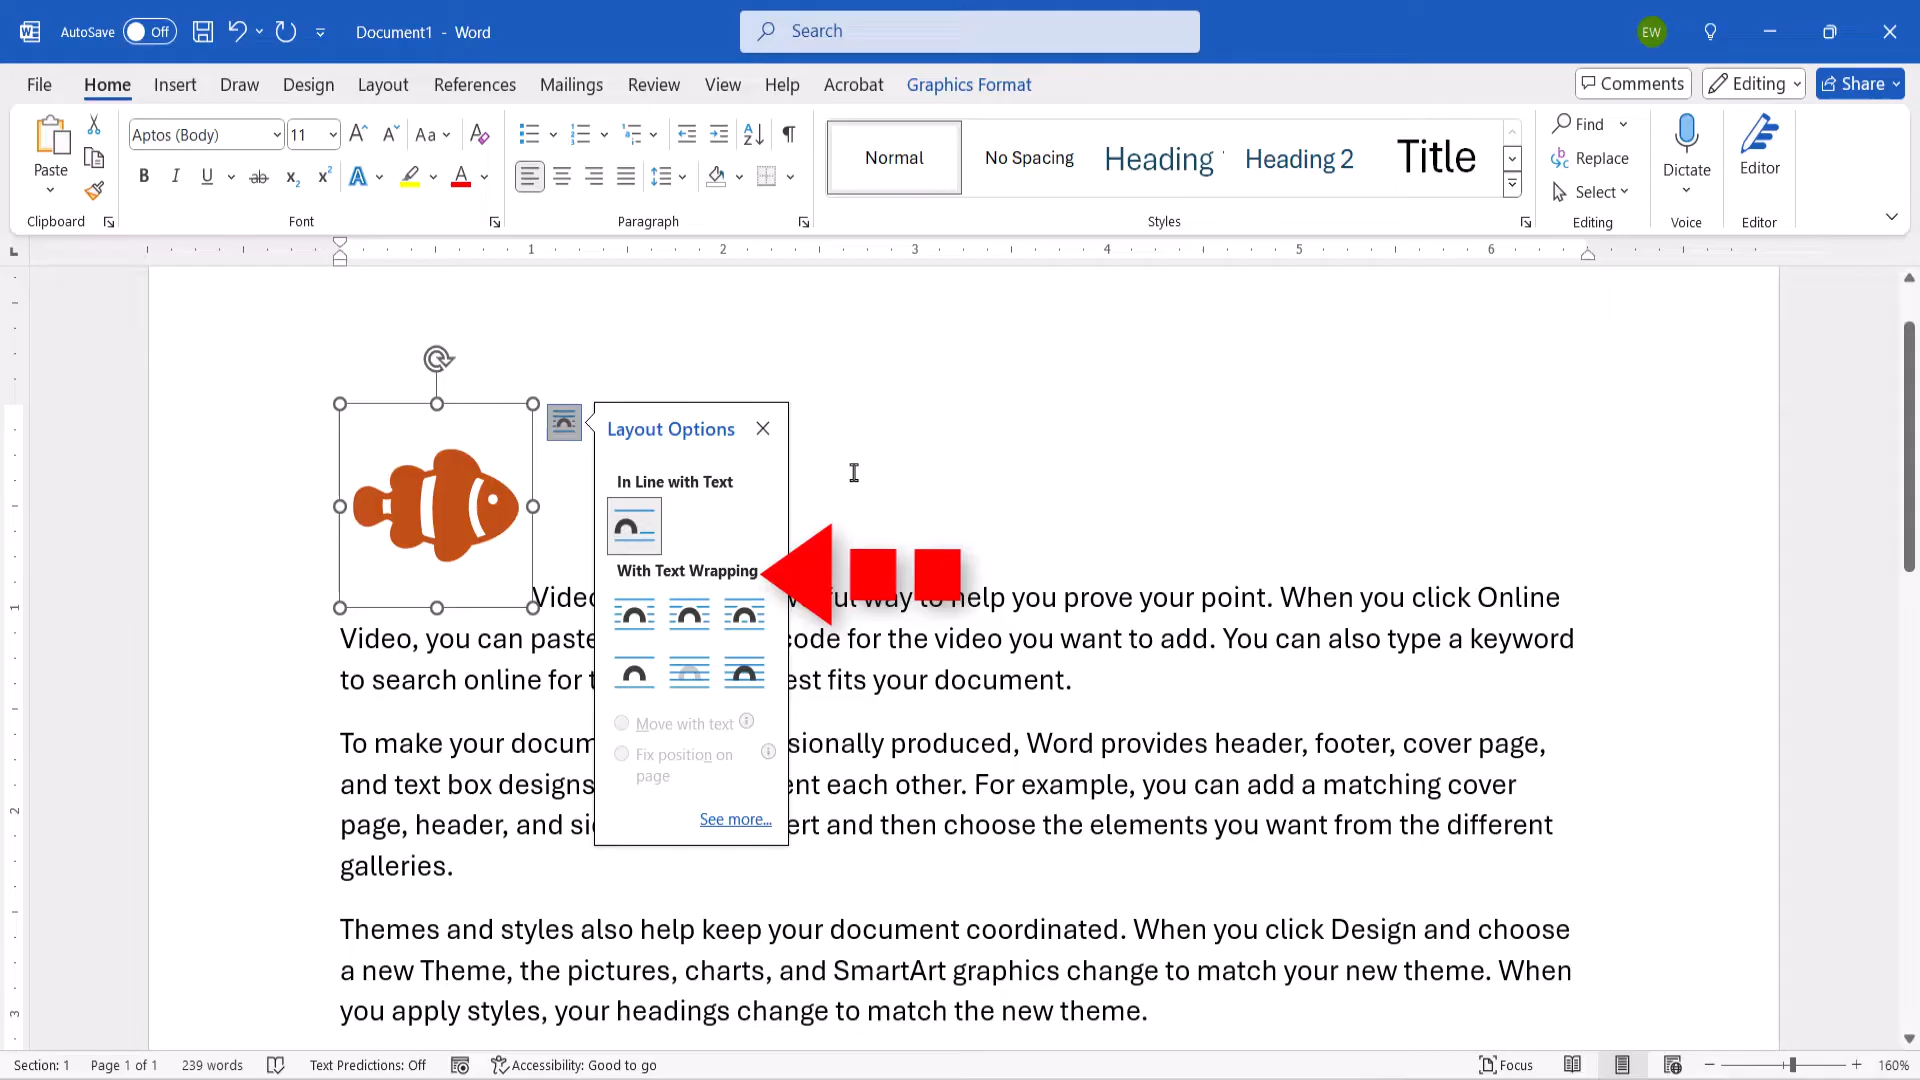 AutoSave Off Document1 - Word Search EW
File Home Insert Draw Design Layout References Mailings Review View Help Acrobat Graphics Format Comments Editing Share
Paste Aptos (Body) 11 Aa Normal No Spacing Heading Heading 2 Title Find Replace Select Dictate Editor
Clipboard Font Paragraph Styles Editing Voice Editor
1 2 3 4 5 6
Layout Options
In Line with Text
With Text Wrapping
Move with text
Fix position on
page
See more...
way to help you prove your point. When you click Online
Video, you can paste code for the video you want to add. You can also type a keyword
to search online for your document.
To make your Word provides header, footer, cover page,
and text box designs each other. For example, you can add a matching cover
page, header, and and then choose the elements you want from the different
galleries.
Themes and styles also help keep your document coordinated. When you click Design and choose
a new Theme, the pictures, charts, and SmartArt graphics change to match your new theme. When
you apply styles, your headings change to match the new theme.
1
2
3
Section: 1 Page 1 of 1 239 words Text Predictions: Off Accessibility: Good to go Focus 160%